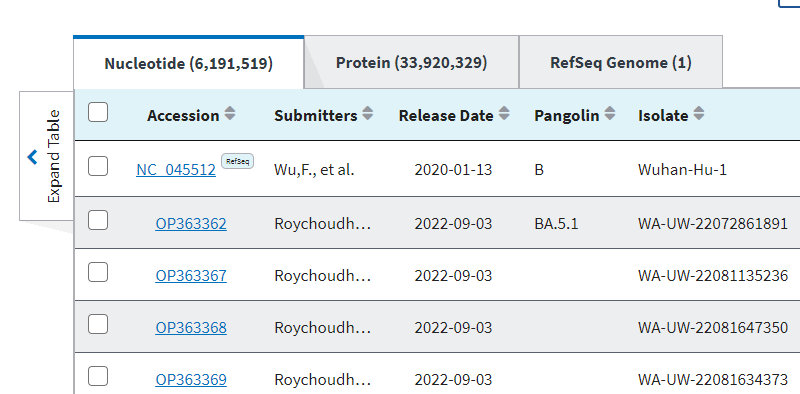 Nucleotide (6,191,519) Protein (33,920,329) RefSeq Genome (1)
Expand Table
Accession Submitters Release Date Pangolin Isolate
NC_045512 RefSeq Wu,F., et al. 2020-01-13 B Wuhan-Hu-1
OP363362 Roychoudh... 2022-09-03 BA.5.1 WA-UW-22072861891
OP363367 Roychoudh... 2022-09-03 WA-UW-22081135236
OP363368 Roychoudh... 2022-09-03 WA-UW-22081647350
OP363369 Roychoudh... 2022-09-03 WA-UW-22081634373